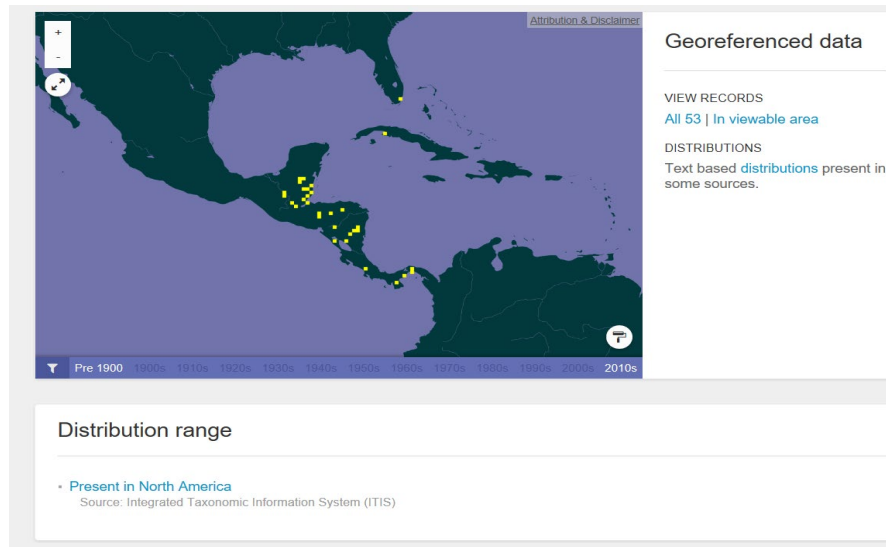 +
-
Attribution & Disclaimer
Pre 1900 1900s 1910s 1920s 1930s 1940s 1950s 1960s 1970s 1980s 1990s 2000s 2010s
Georeferenced data
VIEW RECORDS
All 53 | In viewable area
DISTRIBUTIONS
Text based distributions present in
some sources.
Distribution range
Present in North America
Source: Integrated Taxonomic Information System (ITIS)